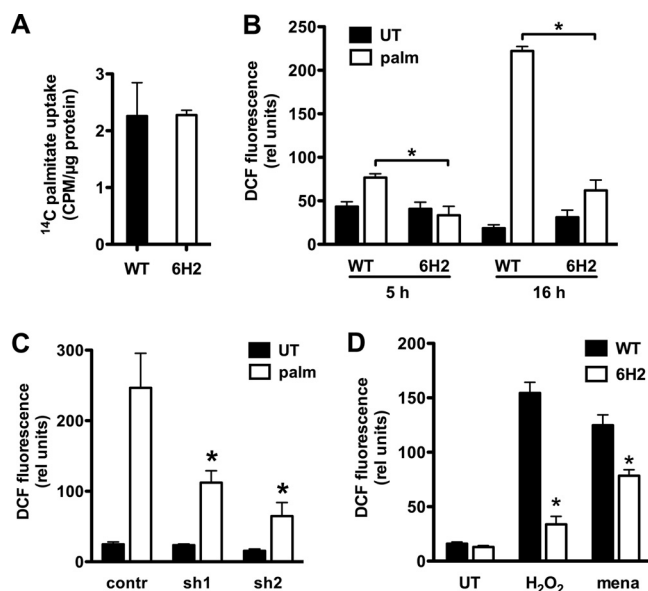 A
¹⁴C palmitate uptake
(CPM/µg protein)
3
2
1
0
WT 6H2
B
UT
palm
DCF fluorescence
(rel units)
250
200
150
100
50
0
*
*
WT 6H2 WT 6H2
5 h 16 h
C
UT
palm
DCF fluorescence
(rel units)
300
200
100
0
*
*
contr sh1 sh2
D
WT
6H2
DCF fluorescence
(rel units)
200
150
100
50
0
*
*
UT H₂O₂ mena